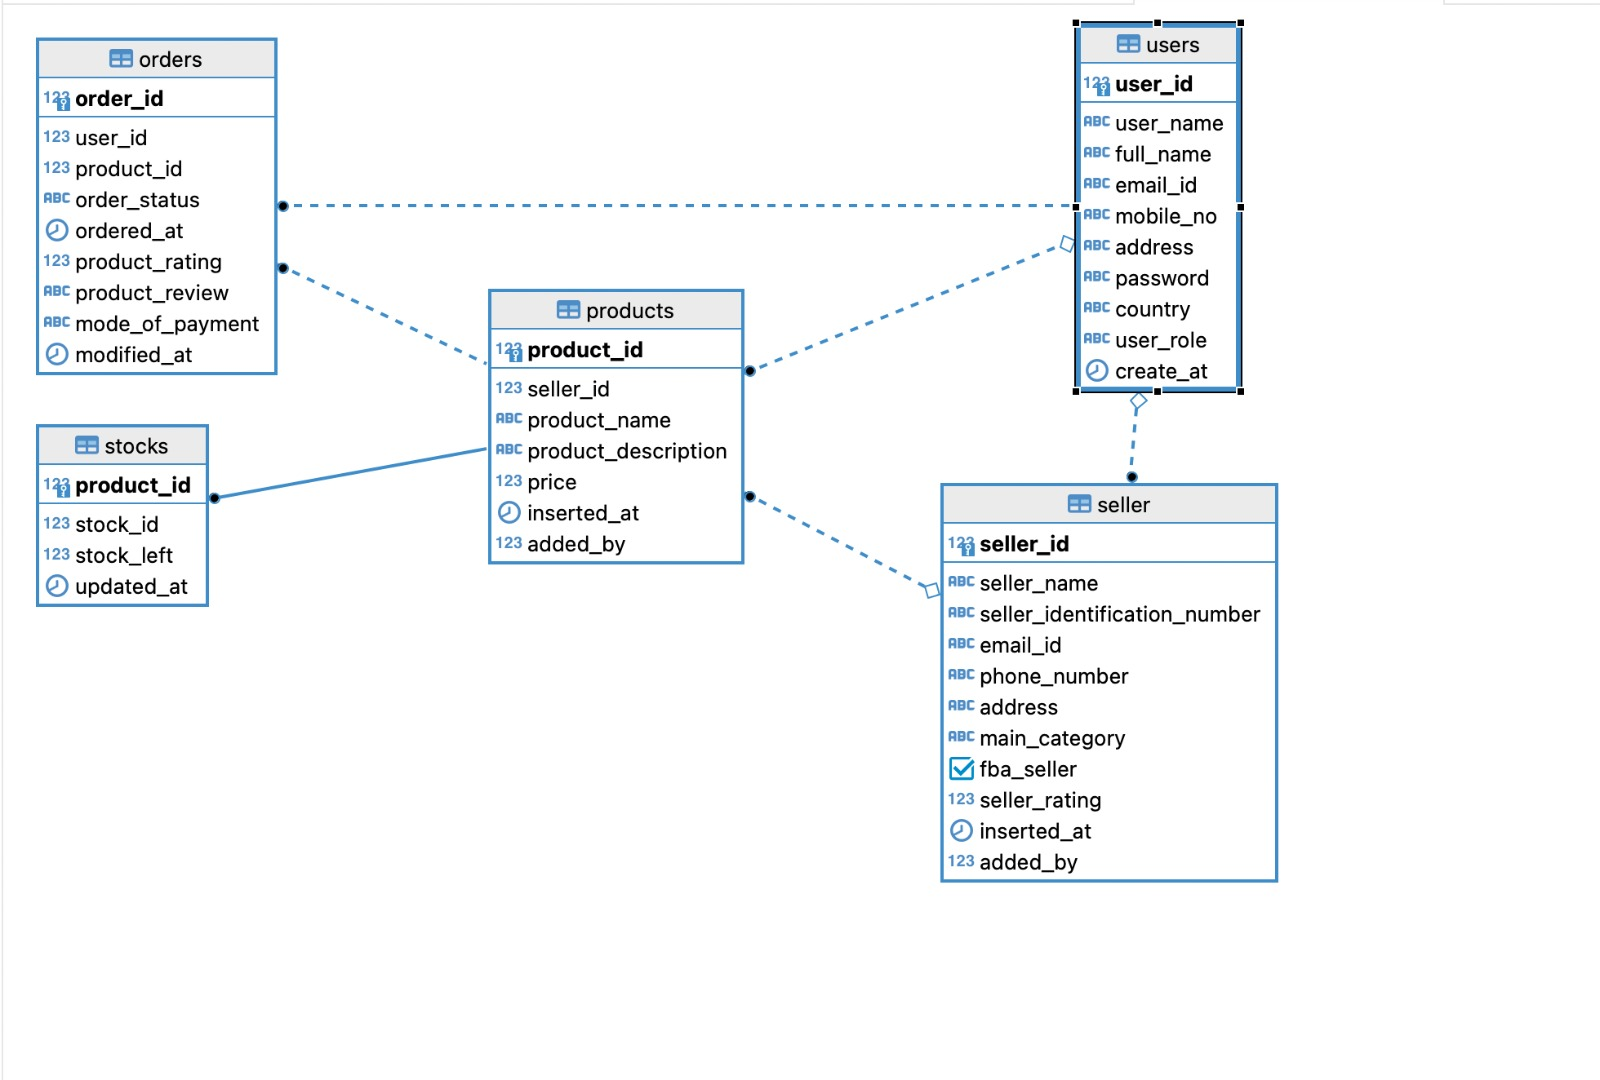 orders
123 order_id
123 user_id
123 product_id
ABC order_status
ordered_at
123 product_rating
ABC product_review
ABC mode_of_payment
modified_at
stocks
123 product_id
123 stock_id
123 stock_left
updated_at
products
123 product_id
123 seller_id
ABC product_name
ABC product_description
123 price
inserted_at
123 added_by
users
123 user_id
ABC user_name
ABC full_name
ABC email_id
ABC mobile_no
ABC address
ABC password
ABC country
ABC user_role
create_at
seller
123 seller_id
ABC seller_name
ABC seller_identification_number
ABC email_id
ABC phone_number
ABC address
ABC main_category
fba_seller
123 seller_rating
inserted_at
123 added_by